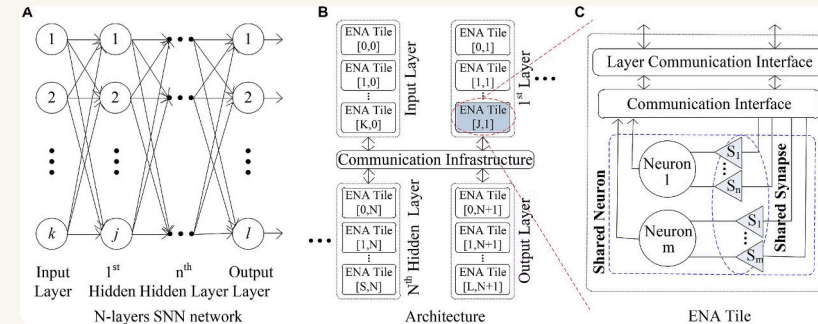 A
1
1
1
2
2
2
k
j
l
Input
Layer
1st
Hidden
nth
Hidden Layer
Output
Layer
N-layers SNN network
B
ENA Tile
[0,0]
ENA Tile
[1,0]
ENA Tile
[K,0]
Input Layer
ENA Tile
[0,1]
ENA Tile
[1,1]
ENA Tile
[J,1]
1st Layer
Communication Infrastructure
ENA Tile
[0,N]
ENA Tile
[1,N]
ENA Tile
[S,N]
Nth Hidden Layer
ENA Tile
[0,N+1]
ENA Tile
[1,N+1]
ENA Tile
[L,N+1]
Output Layer
Architecture
C
Layer Communication Interface
Communication Interface
Shared Neuron
Neuron
1
S1
Sn
Neuron
m
S1
Sm
Shared Synapse
ENA Tile